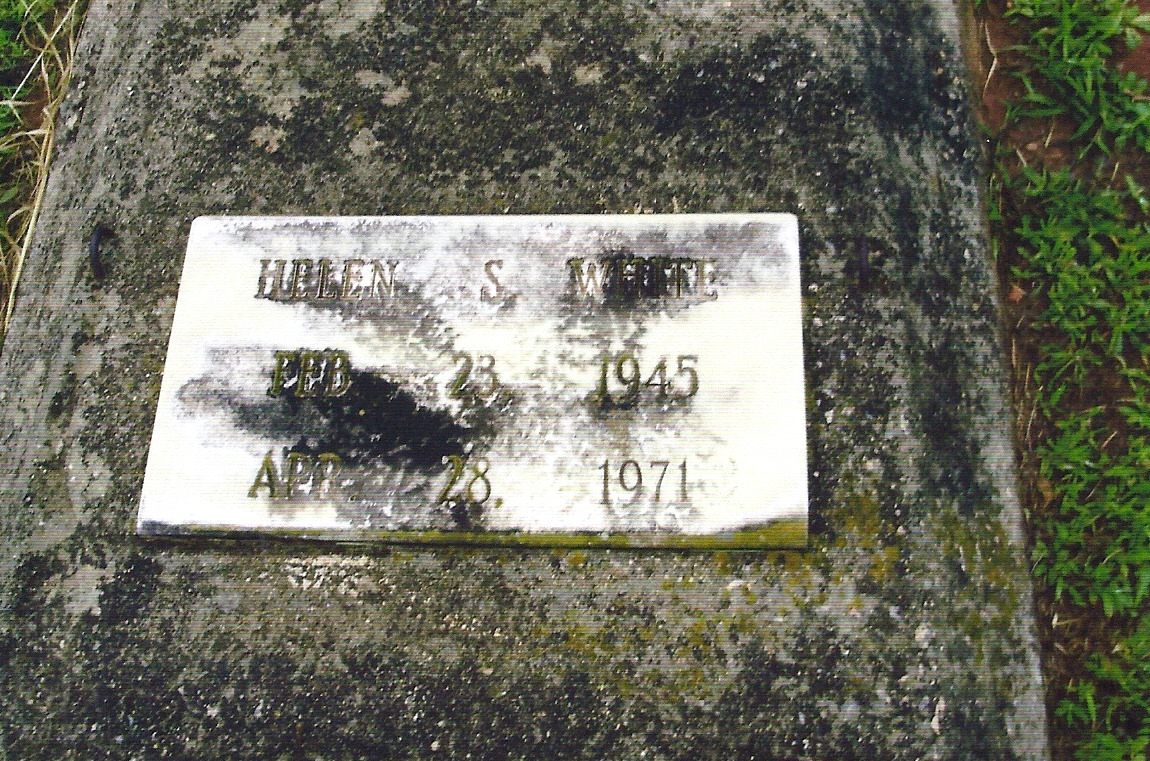 HELEN S. WHITE
FEB 23 1945
APR. 28. 1971